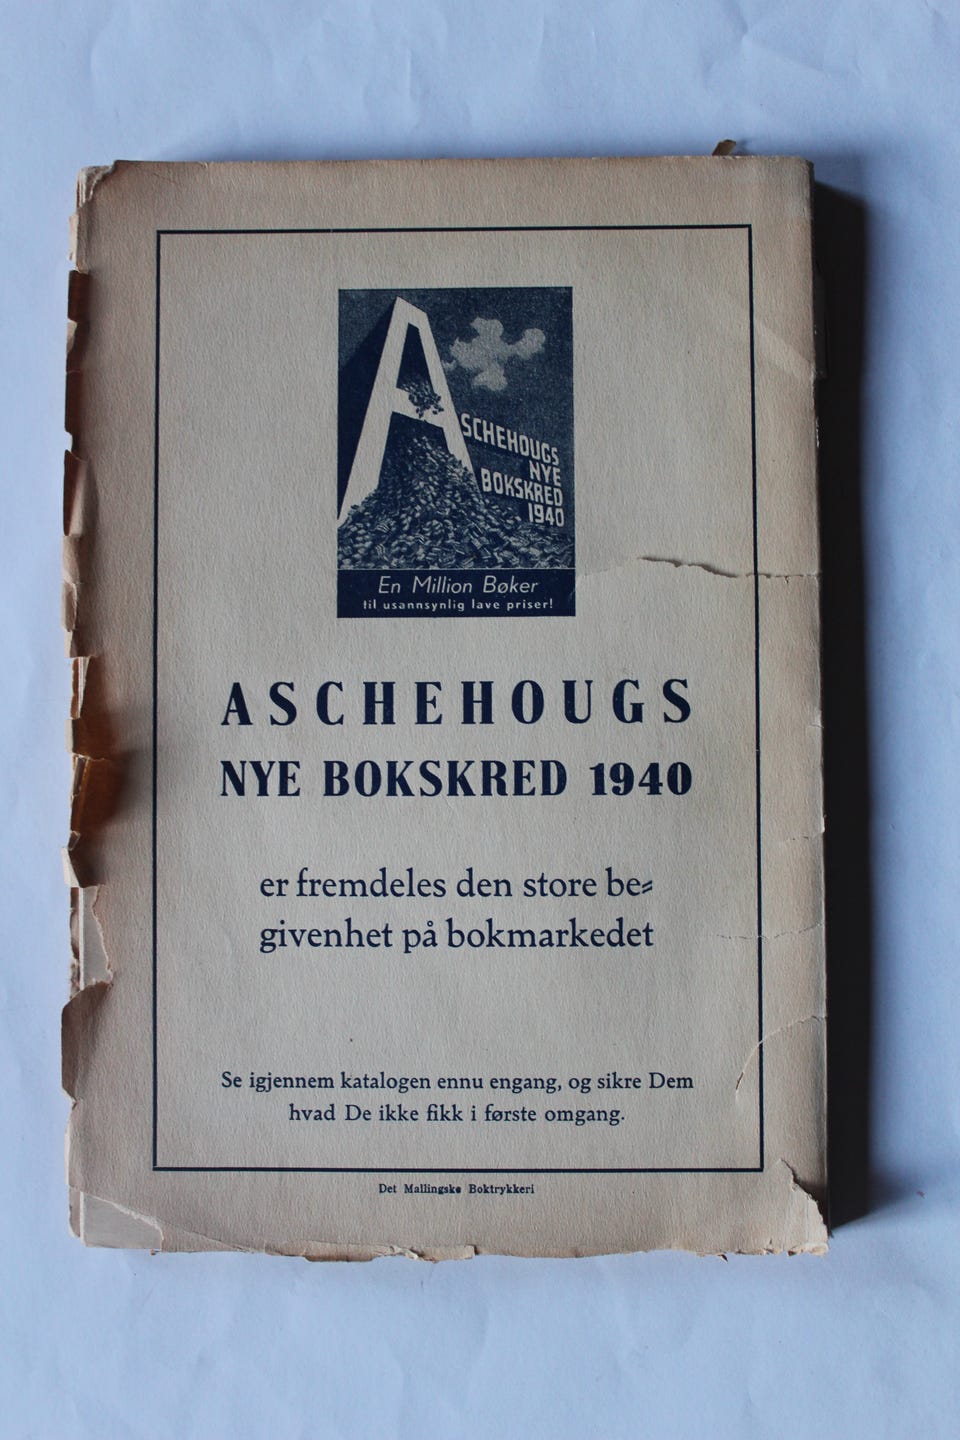 ASCHEHOUGS
NYE
BOKSKRED
1940
En Million Bøker
til usannsynlig lave priser!
ASCHEHOUGS
NYE BOKSKRED 1940
er fremdeles den store be-
givenhet på bokmarkedet
Se igjennem katalogen ennu engang, og sikre Dem
hvad De ikke fikk i første omgang.
Det Mallingske Boktrykkeri